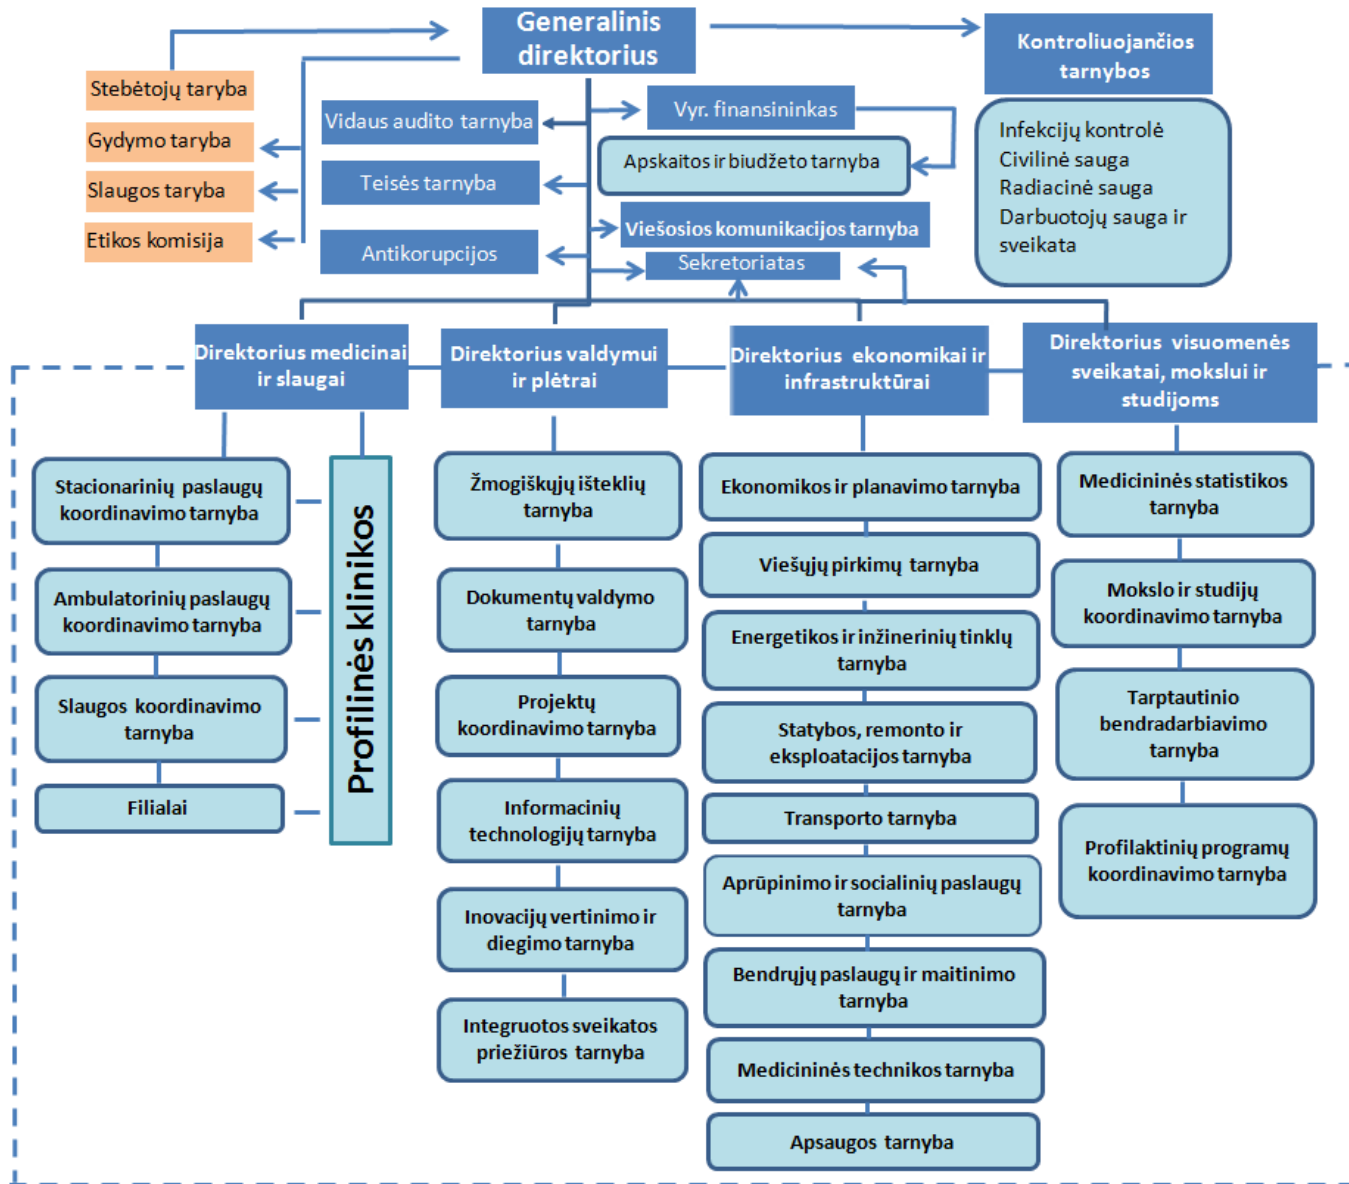 Generalinis
direktorius
Kontroliuojančios
tarnybos
Stebėtojų taryba
Gydymo taryba
Slaugos taryba
Etikos komisija
Vidaus audito tarnyba
Teisės tarnyba
Antikorupcijos
Vyr. finansininkas
Apskaitos ir biudžeto tarnyba
Viešosios komunikacijos tarnyba
Sekretoriatas
Infekcijų kontrolė
Civilinė sauga
Radiacinė sauga
Darbuotojų sauga ir
sveikata
Direktorius medicinai
ir slaugai
Direktorius valdymui
ir plėtrai
Direktorius ekonomikai ir
infrastruktūrai
Direktorius visuomenės
sveikatai, mokslui ir
studijoms
Stacionarinių paslaugų
koordinavimo tarnyba
Ambulatorinių paslaugų
koordinavimo tarnyba
Slaugos koordinavimo
tarnyba
Filialai
Profilinės klinikos
Žmogiškųjų išteklių
tarnyba
Dokumentų valdymo
tarnyba
Projektų
koordinavimo tarnyba
Informacinių
technologijų tarnyba
Inovacijų vertinimo ir
diegimo tarnyba
Integruotos sveikatos
priežiūros tarnyba
Ekonomikos ir planavimo tarnyba
Viešųjų pirkimų tarnyba
Energetikos ir inžinerinių tinklų
tarnyba
Statybos, remonto ir
eksploatacijos tarnyba
Transporto tarnyba
Aprūpinimo ir socialinių paslaugų
tarnyba
Bendrųjų paslaugų ir maitinimo
tarnyba
Medicininės technikos tarnyba
Apsaugos tarnyba
Medicininės statistikos
tarnyba
Mokslo ir studijų
koordinavimo tarnyba
Tarptautinio
bendradarbiavimo
tarnyba
Profilaktinių programų
koordinavimo tarnyba